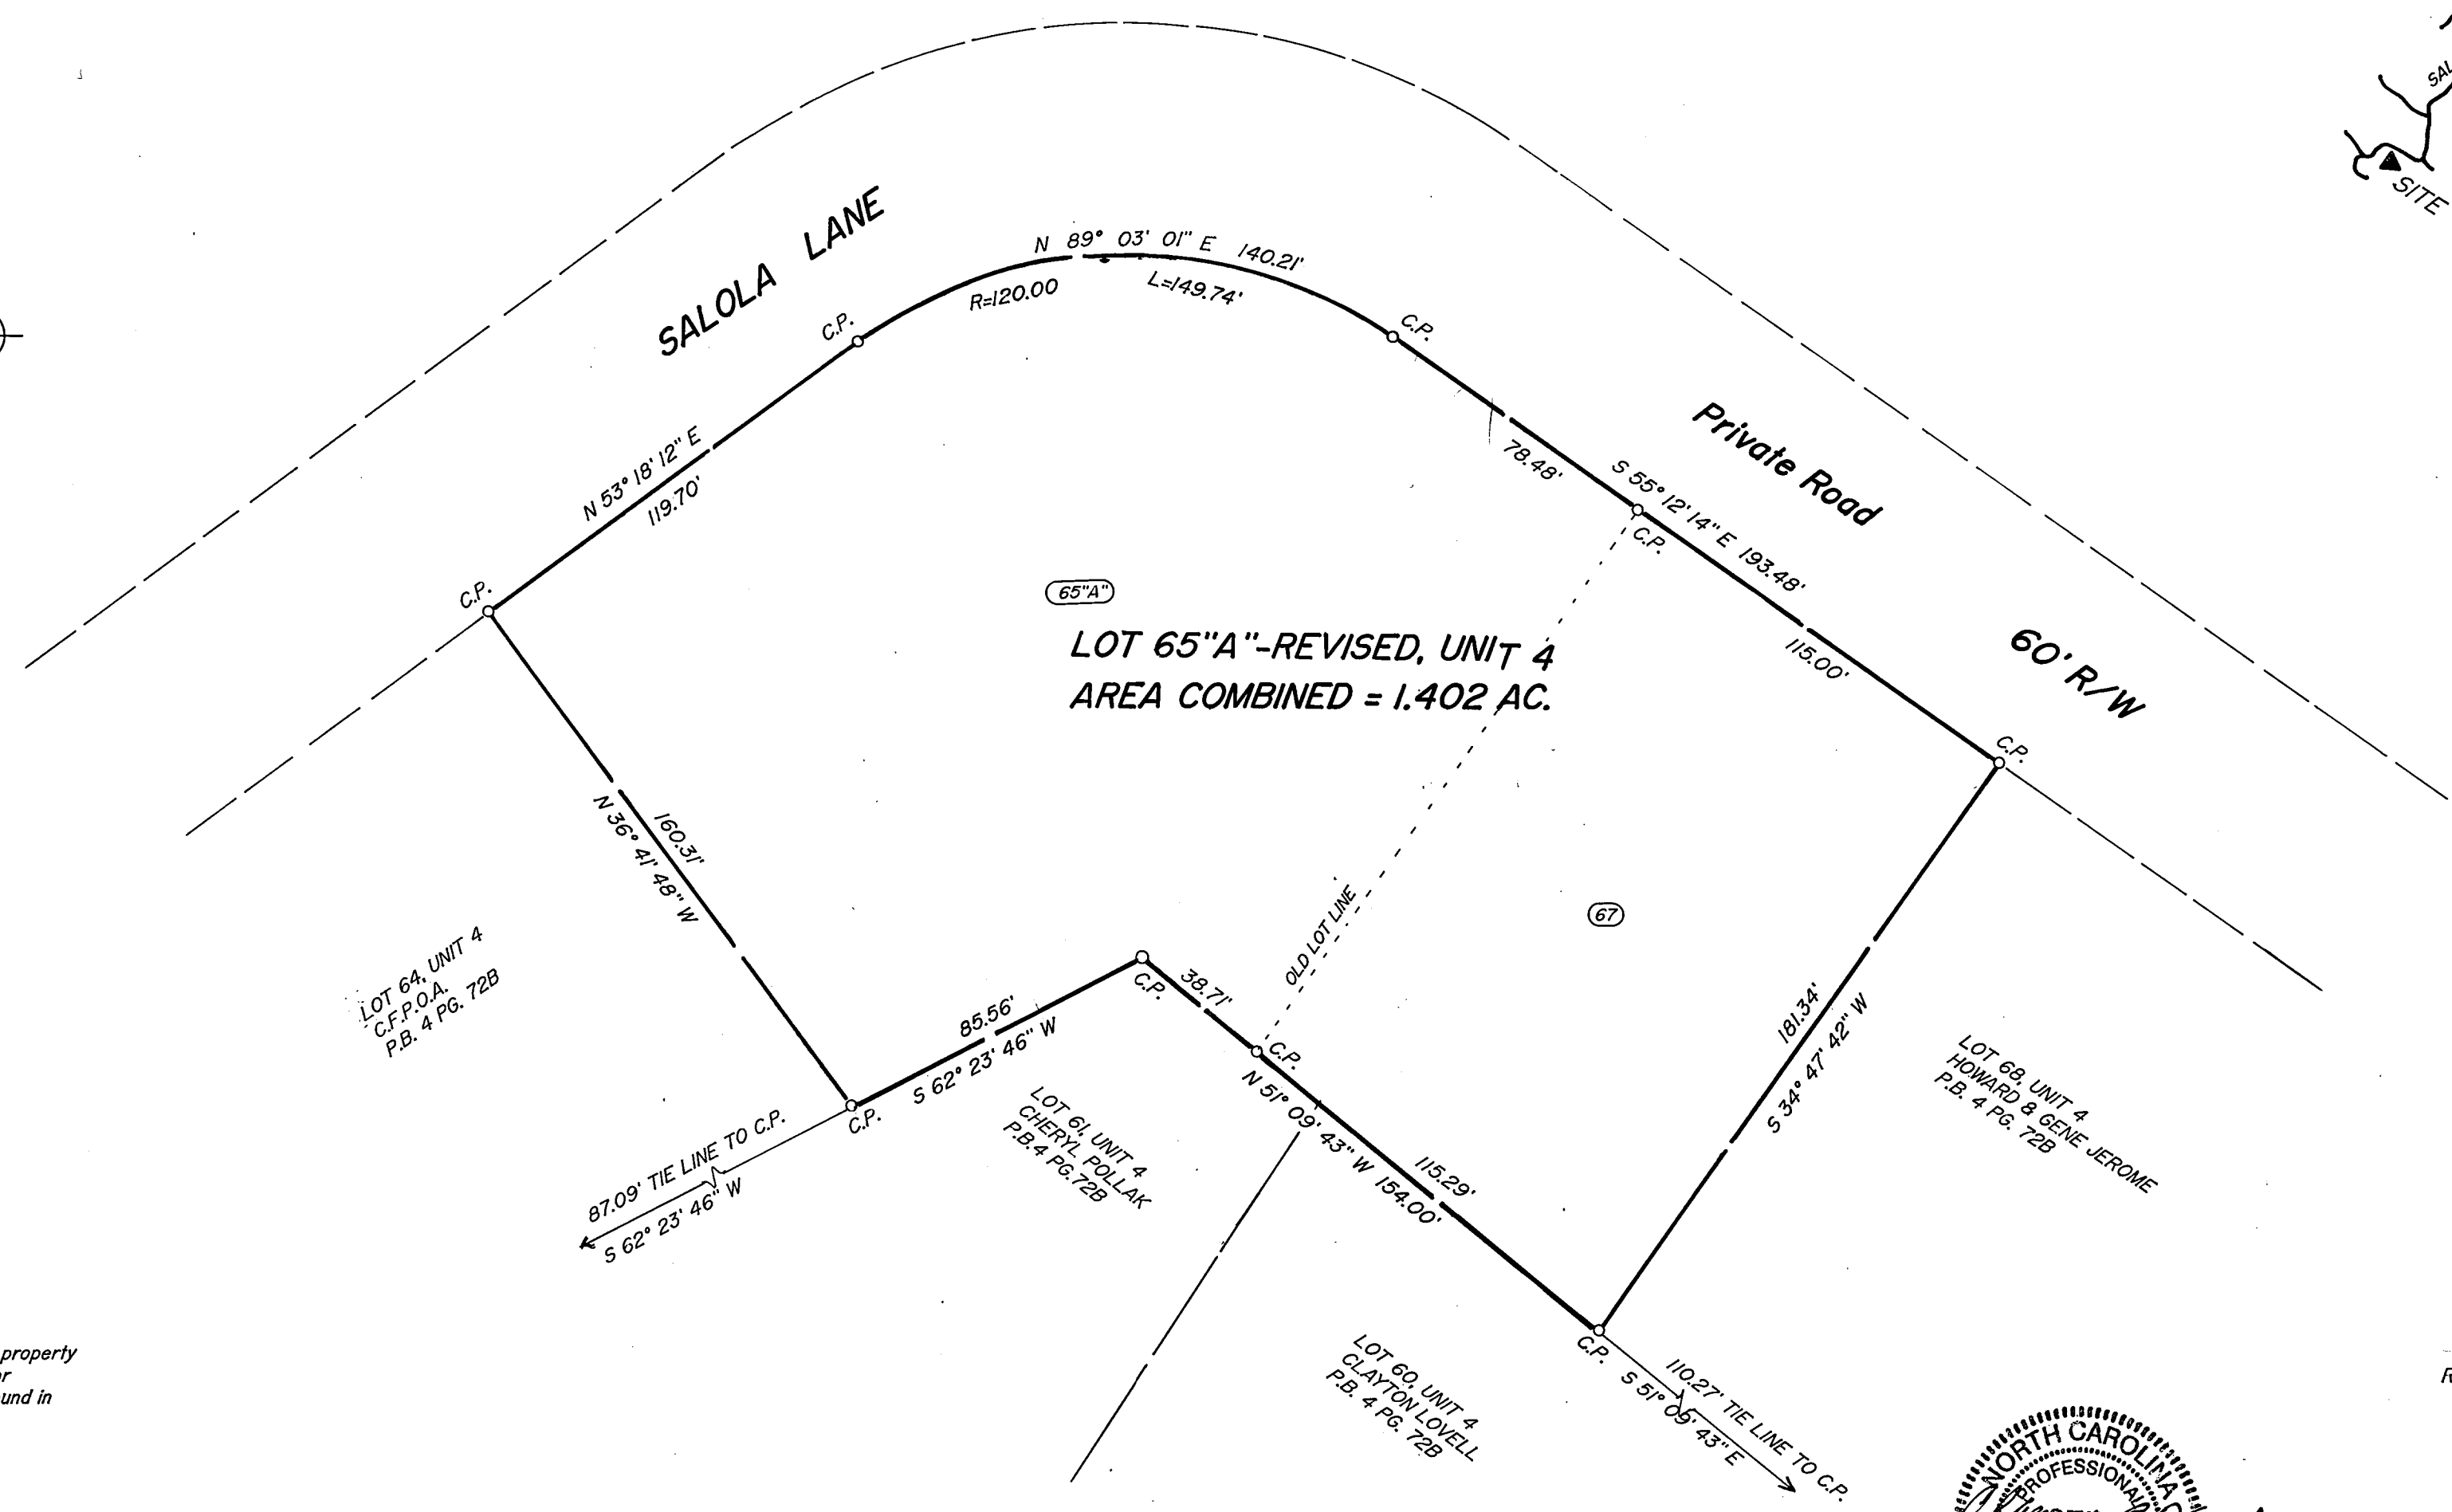 SALOLA LANE
SITE
N 89° 03' 01" E 140.21'
R=120.00
L=149.74'
C.P.
C.P.
N 53° 18' 12" E
119.70'
Private Road
78.48'
S 55° 12' 14" E 193.48'
C.P.
115.00'
60' R/W
C.P.
65"A"
LOT 65"A"-REVISED, UNIT 4
AREA COMBINED = 1.402 AC.
C.P.
160.31'
N 36° 41' 48" W
OLD LOT LINE
67
LOT 64, UNIT 4
C.F.P.O.A.
P.B. 4 PG. 72B
C.P.
38.71'
85.56'
S 62° 23' 46" W
C.P.
181.34'
S 34° 47' 42" W
LOT 68, UNIT 4
HOWARD & GENE JEROME
P.B. 4 PG. 72B
C.P.
87.09' TIE LINE TO C.P.
S 62° 23' 46" W
LOT 61, UNIT 4
CHERYL POLLAK
P.B.4 PG.72B
N 51° 09' 43" W 154.00'
115.29'
C.P.
LOT 60, UNIT 4
CLAYTON LOVELL
P.B. 4 PG. 72B
110.27' TIE LINE TO C.P.
S 51° 09' 43" E
property
und in
NORTH CAROLINA
PROFESSIONAL